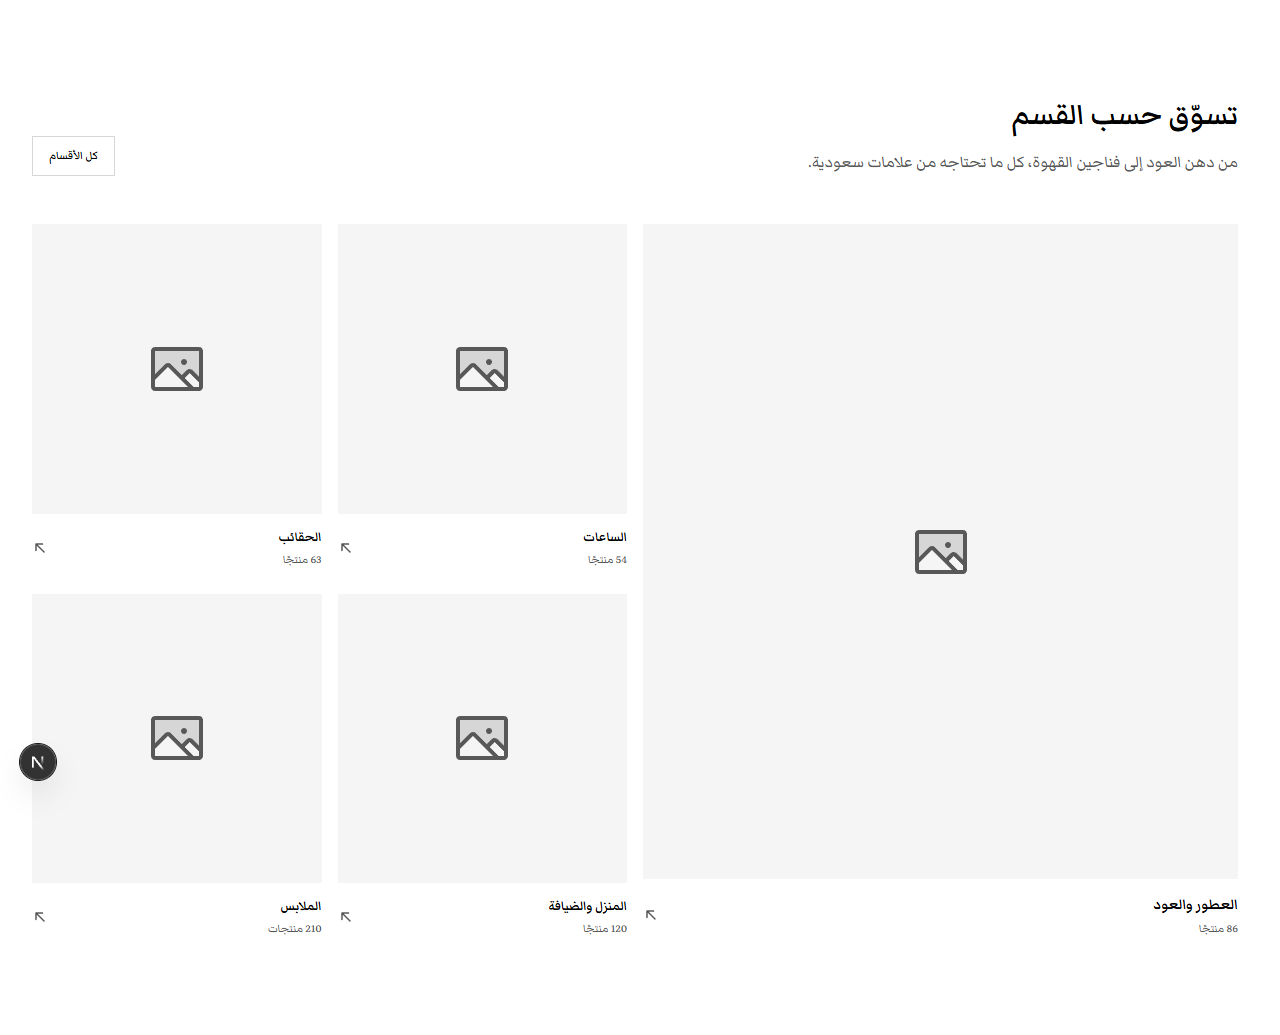 تسوّق حسب القسم
من دهن العود إلى فناجين القهوة، كل ما تحتاجه من علامات سعودية.
كل الأقسام
العطور والعود
86 منتجًا
الساعات
54 منتجًا
الحقائب
63 منتجًا
المنزل والضيافة
120 منتجًا
الملابس
210 منتجات
N